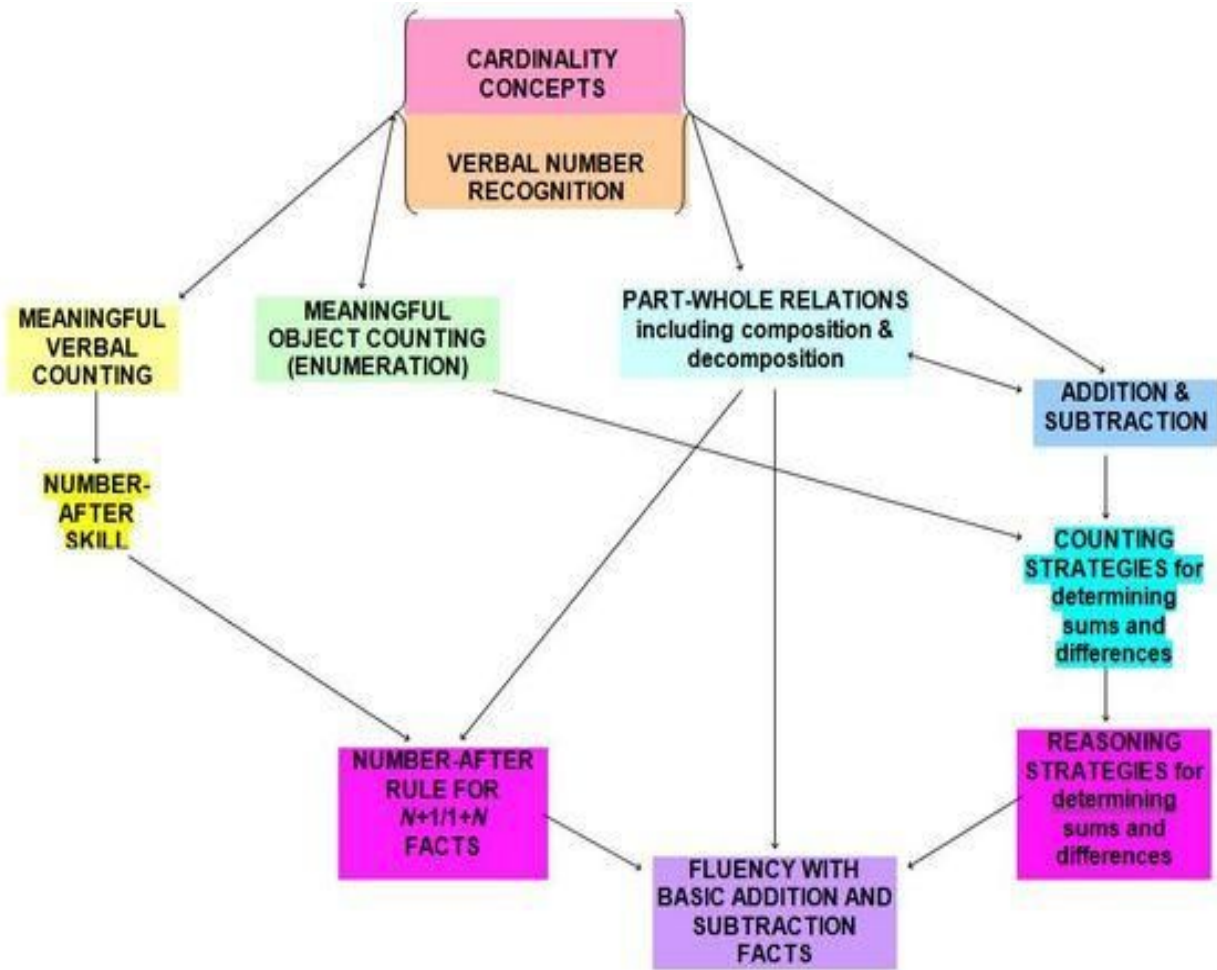 CARDINALITY
CONCEPTS
VERBAL NUMBER
RECOGNITION
MEANINGFUL
VERBAL
COUNTING
MEANINGFUL
OBJECT COUNTING
(ENUMERATION)
PART-WHOLE RELATIONS
including composition &
decomposition
ADDITION &
SUBTRACTION
NUMBER-
AFTER
SKILL
COUNTING
STRATEGIES for
determining
sums and
differences
NUMBER-AFTER
RULE FOR
N+1/1+N
FACTS
REASONING
STRATEGIES for
determining
sums and
differences
FLUENCY WITH
BASIC ADDITION AND
SUBTRACTION
FACTS